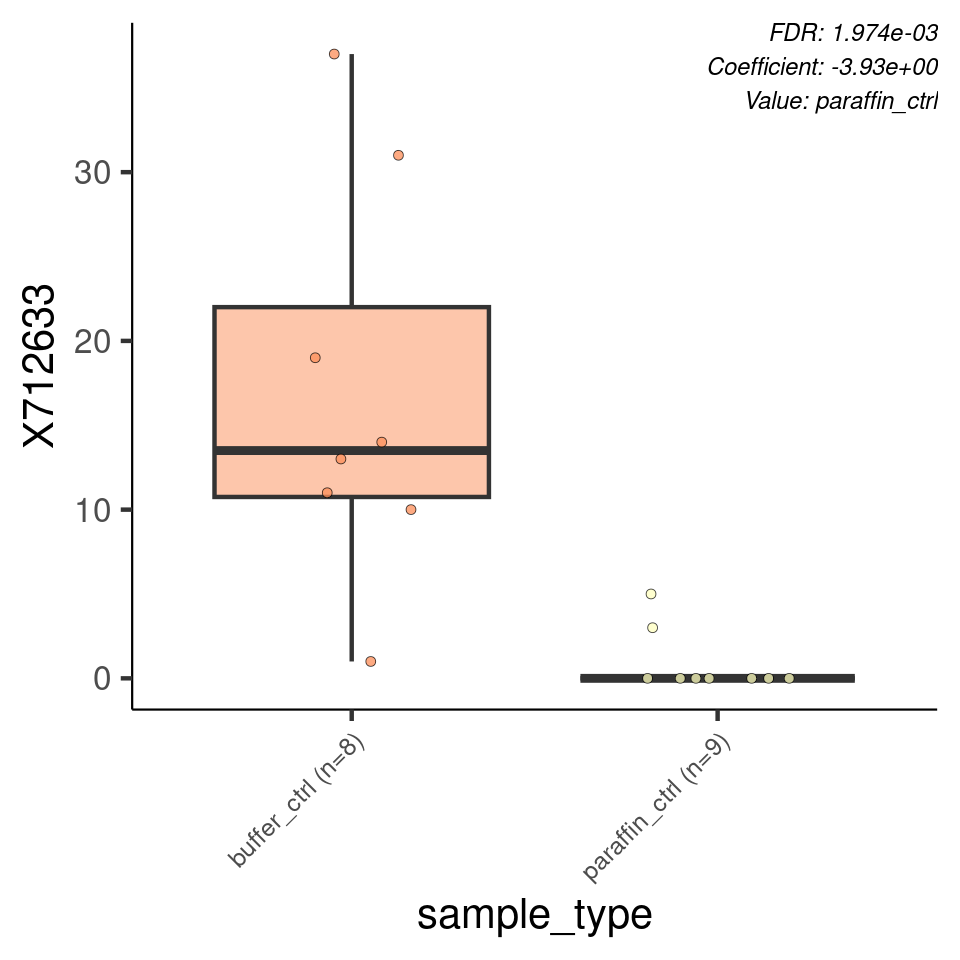 FDR: 1.974e-03
Coefficient: -3.93e+00
Value: paraffin_ctrl
X712633
30
20
10
0
buffer_ctrl (n=8)
paraffin_ctrl (n=9)
sample_type